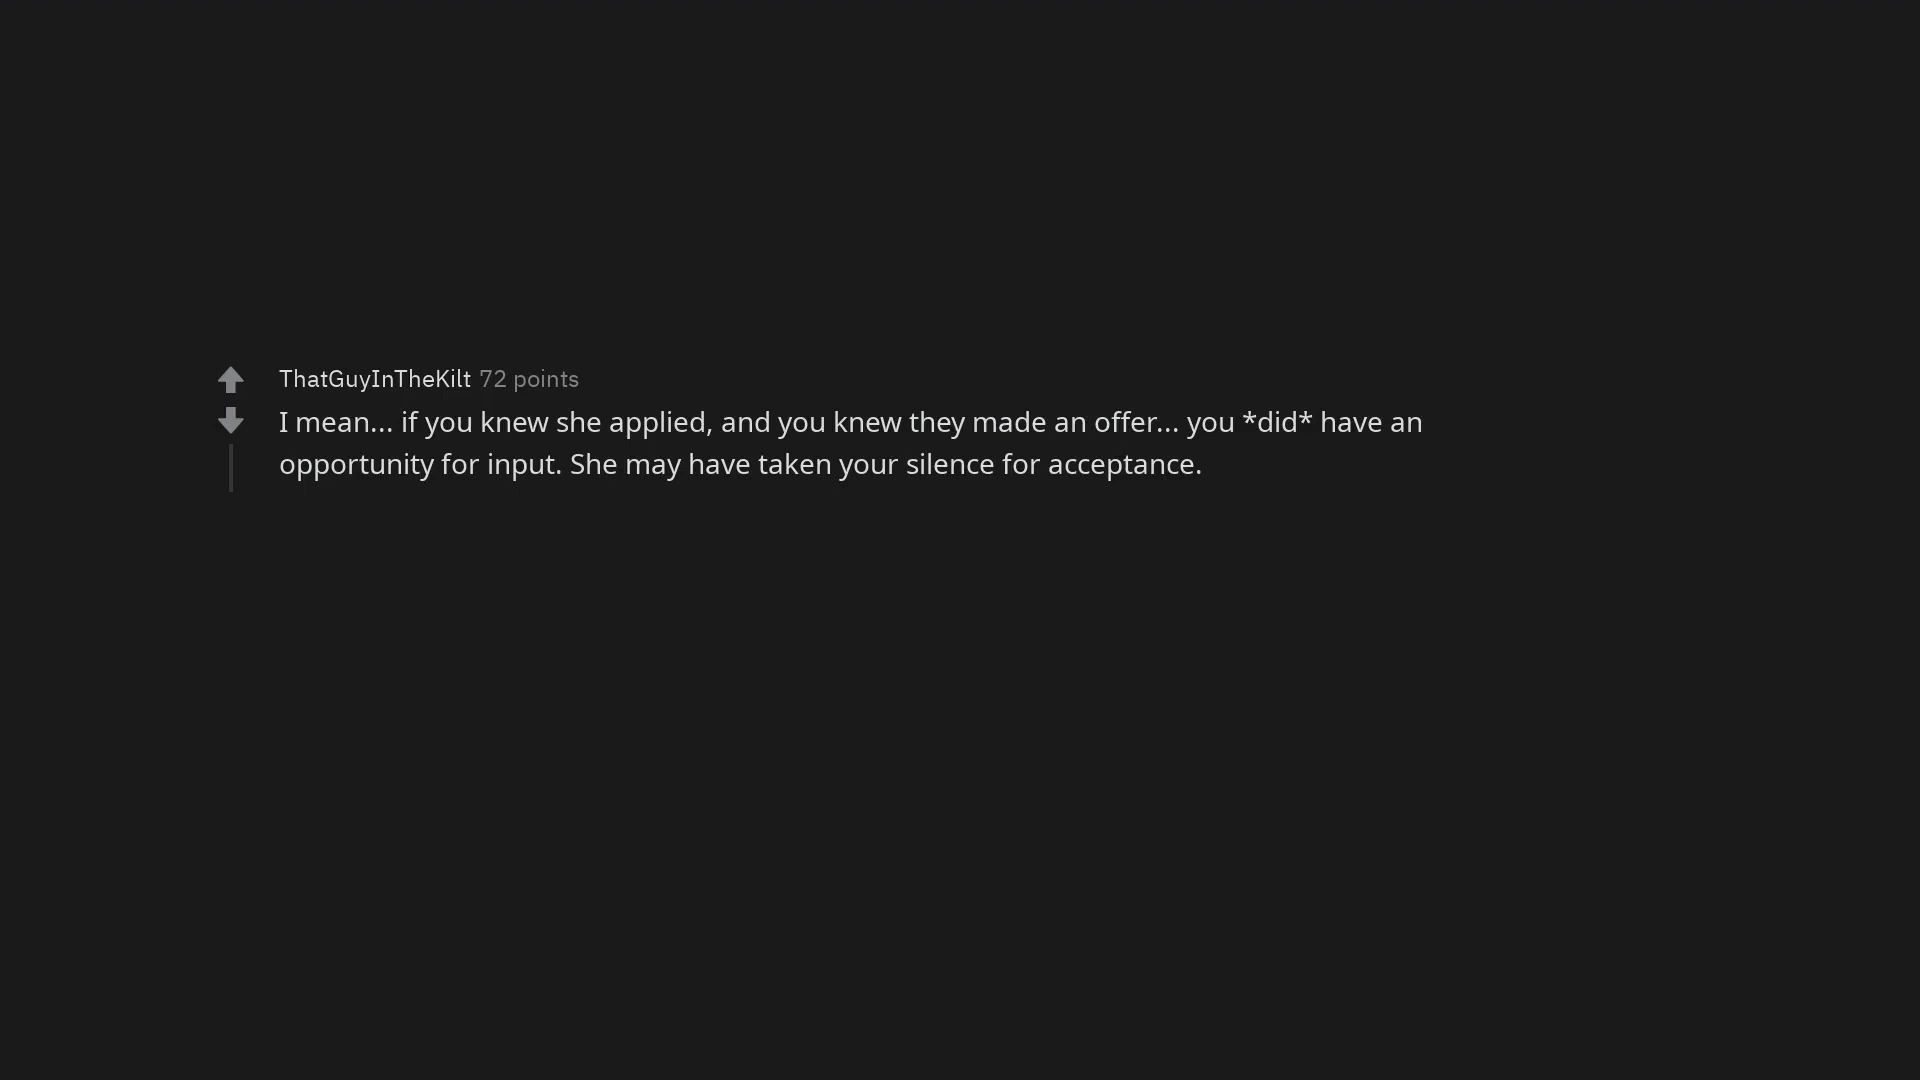 ThatGuyInTheKilt 72 points
I mean... if you knew she applied, and you knew they made an offer... you *did* have an
opportunity for input. She may have taken your silence for acceptance.